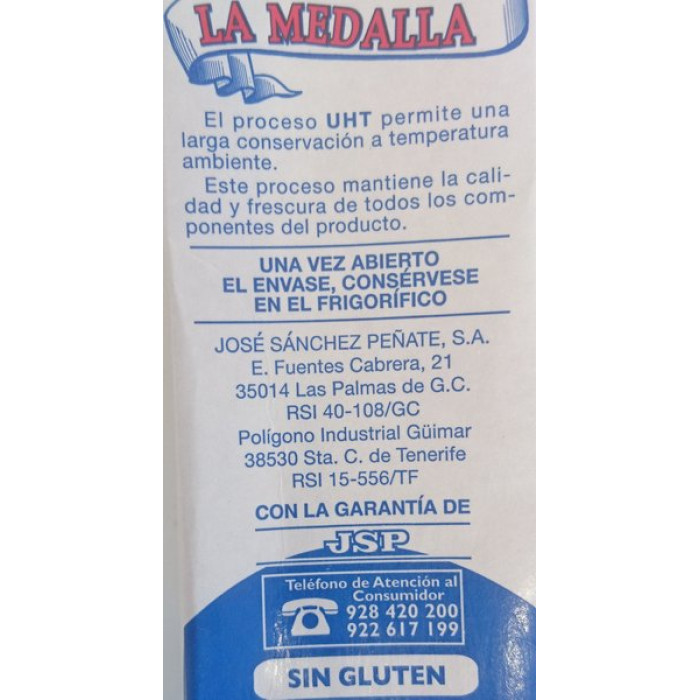 LA MEDALLA
El proceso UHT permite una
larga conservación a temperatura
ambiente.
Este proceso mantiene la cali-
dad y frescura de todos los com-
ponentes del producto.
UNA VEZ ABIERTO
EL ENVASE, CONSÉRVESE
EN EL FRIGORÍFICO
JOSÉ SÁNCHEZ PEÑATE, S.A.
E. Fuentes Cabrera, 21
35014 Las Palmas de G.C.
RSI 40-108/GC
Polígono Industrial Güimar
38530 Sta. C. de Tenerife
RSI 15-556/TF
CON LA GARANTÍA DE
JSP
Teléfono de Atención al
Consumidor
928 420 200
922 617 199
SIN GLUTEN